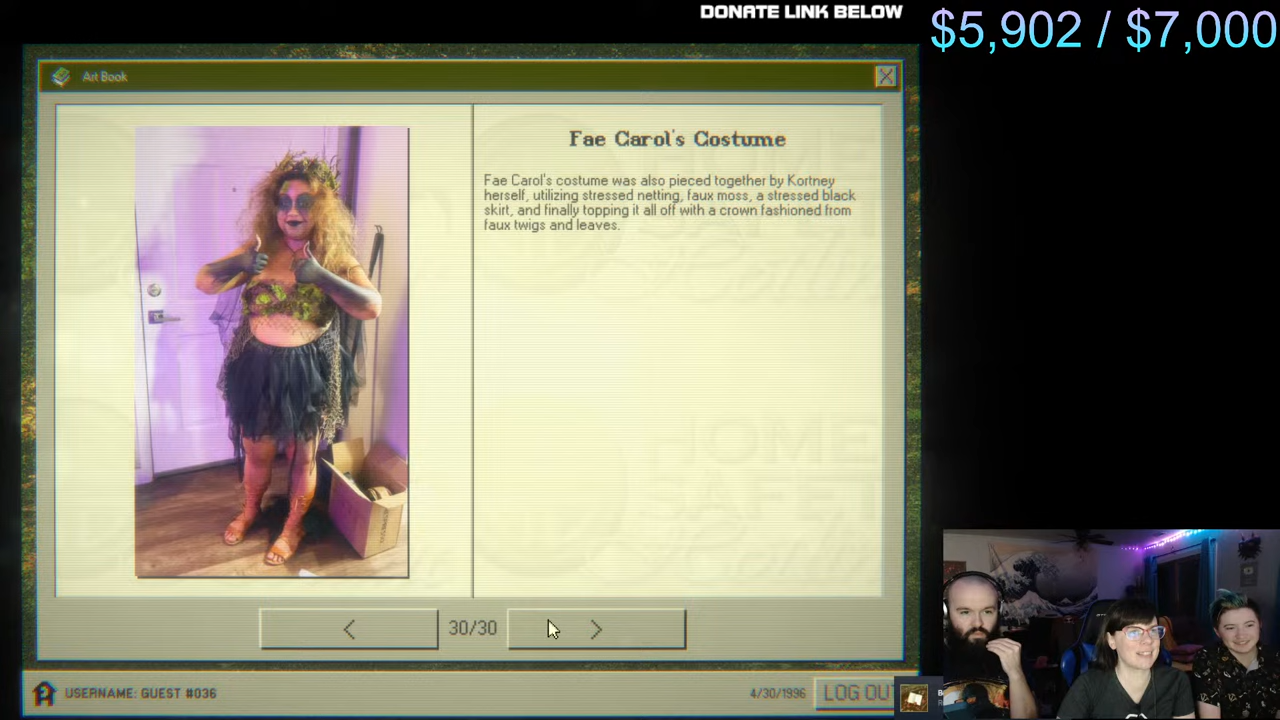 DONATE LINK BELOW
$5,902 / $7,000
Art Book
Fae Carol's Costume
Fae Carol's costume was also pieced together by Kortney
herself, utilizing stressed netting, faux moss, a stressed black
skirt, and finally topping it all off with a crown fashioned from
faux twigs and leaves.
<
30/30
>
USERNAME: GUEST #036
4/30/1996
LOG OU